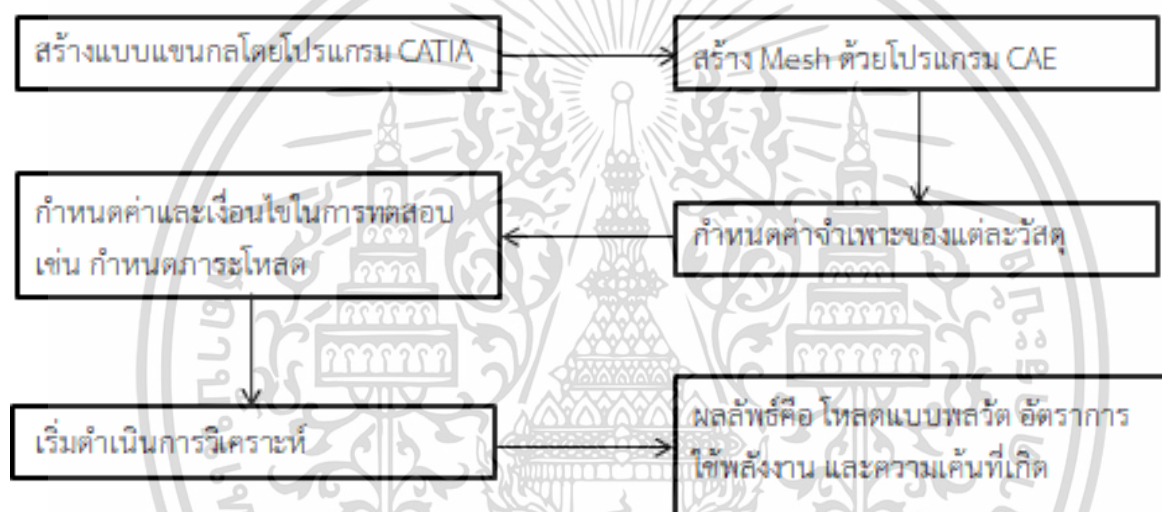 สร้างแบบแขนกลโดยโปรแกรม CATIA
สร้าง Mesh ด้วยโปรแกรม CAE
กำหนดค่าจำเพาะของแต่ละวัสดุ
กำหนดค่าและเงื่อนไขในการทดสอบ
เช่น กำหนดภาระโหลด
เริ่มดำเนินการวิเคราะห์
ผลลัพธ์คือ โหลดแบบพลวัต อัตราการ
ใช้พลังงาน และความเค้นที่เกิด